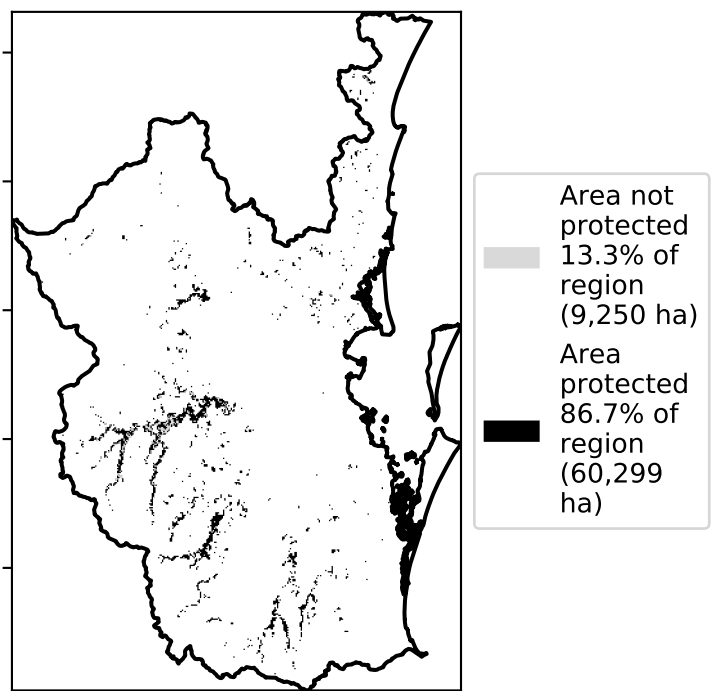 Area not
protected
13.3% of
region
(9,250 ha)
Area
protected
86.7% of
region
(60,299
ha)